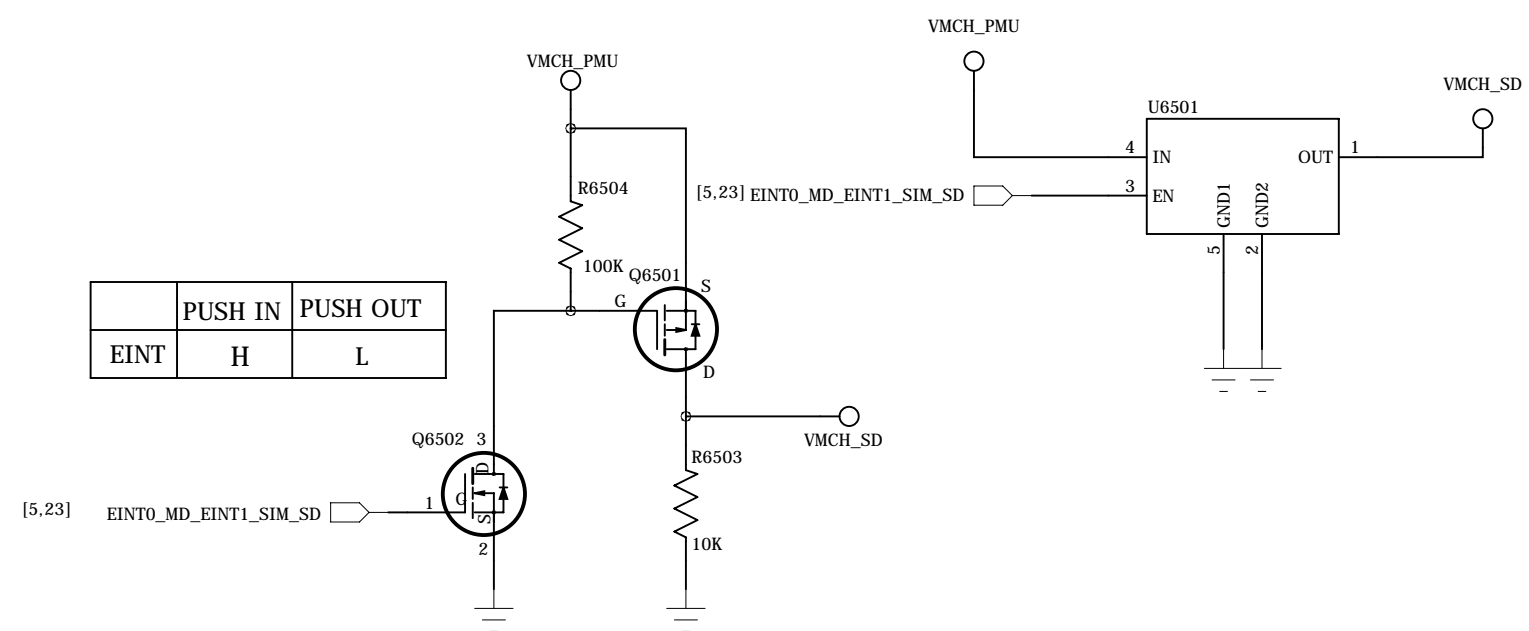 VMCH_PMU
VMCH_PMU
VMCH_SD
U6501
4 IN
OUT 1
[5,23] EINT0_MD_EINT1_SIM_SD
3 EN
GND1
GND2
5
2
R6504
100K
Q6501
S
G
D
PUSH IN PUSH OUT
EINT H L
VMCH_SD
Q6502 3
D
G
S
1
2
[5,23] EINT0_MD_EINT1_SIM_SD
R6503
10K